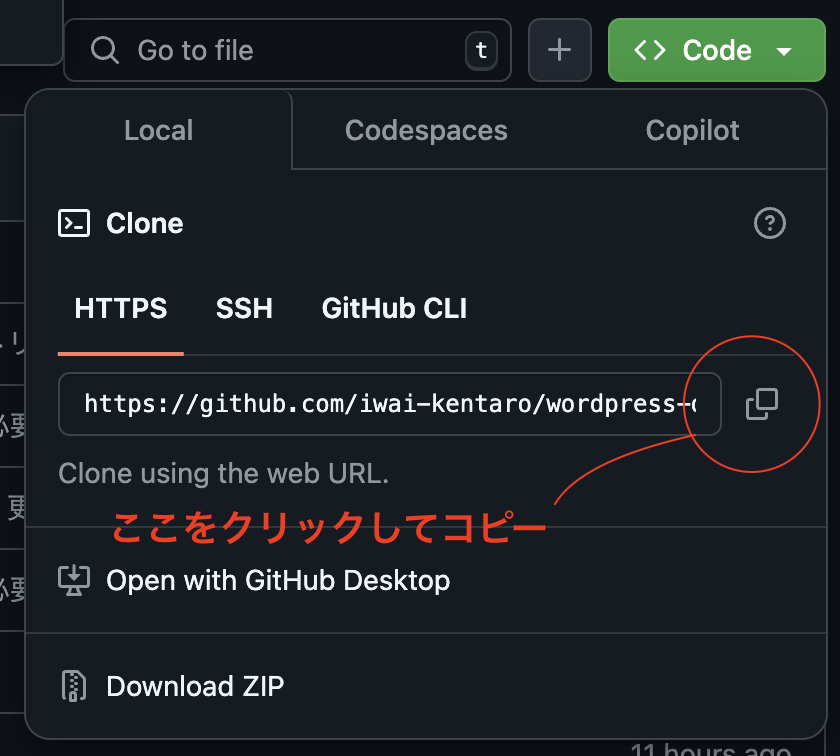 Go to file
t
Code
Local
Codespaces
Copilot
Clone
HTTPS
SSH
GitHub CLI
https://github.com/iwai-kentaro/wordpress-
Clone using the web URL.
ここをクリックしてコピー
Open with GitHub Desktop
Download ZIP
11 hours ago